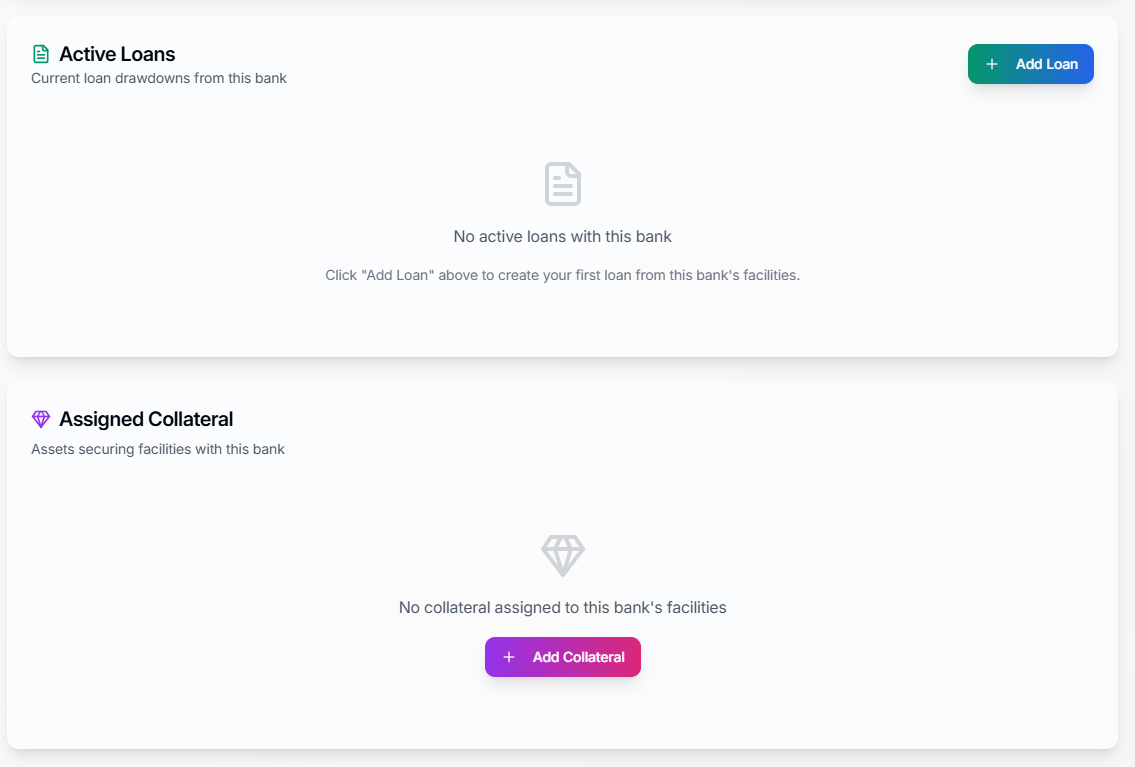 Active Loans
Current loan drawdowns from this bank
Add Loan
No active loans with this bank
Click "Add Loan" above to create your first loan from this bank's facilities.
Assigned Collateral
Assets securing facilities with this bank
No collateral assigned to this bank's facilities
Add Collateral